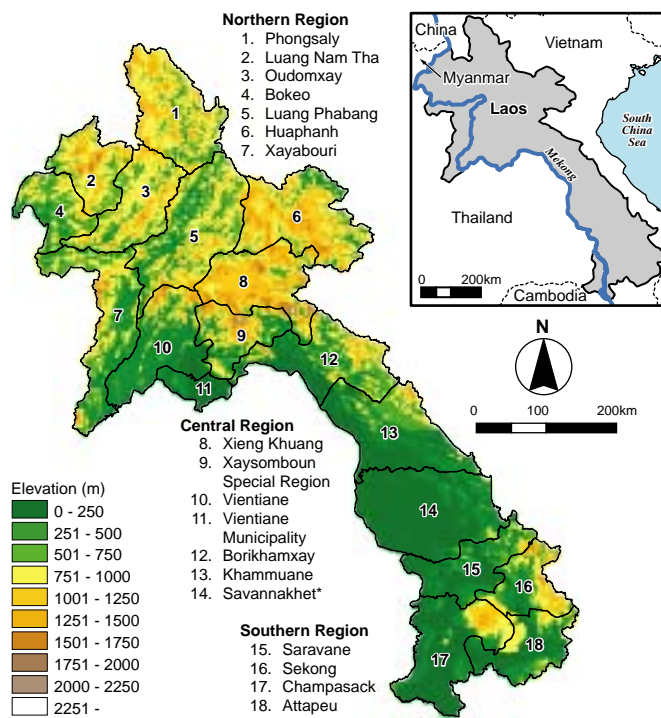 Northern Region
1. Phongsaly
2. Luang Nam Tha
3. Oudomxay
4. Bokeo
5. Luang Phabang
6. Huaphanh
7. Xayabouri
China
Vietnam
Myanmar
Laos
South
China
Sea
Mekong
Thailand
0 200km
Cambodia
1
2
3
4
5
6
7
8
9
10
11
12
13
14
15
16
17
18
N
0 100 200km
Central Region
8. Xieng Khuang
9. Xaysomboun
Special Region
10. Vientiane
11. Vientiane
Municipality
12. Borikhamxay
13. Khammuane
14. Savannakhet*
Elevation (m)
0 - 250
251 - 500
501 - 750
751 - 1000
1001 - 1250
1251 - 1500
1501 - 1750
1751 - 2000
2000 - 2250
2251 -
Southern Region
15. Saravane
16. Sekong
17. Champasack
18. Attapeu